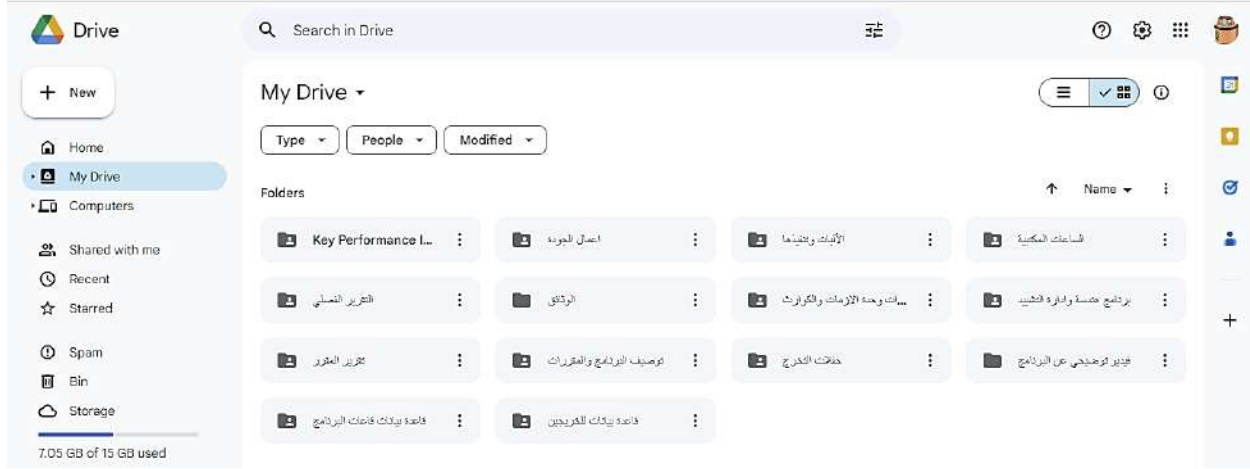 Drive
Search in Drive
New
My Drive
Type People Modified
Home
My Drive
Computers
Shared with me
Recent
Starred
Spam
Bin
Storage
7.05 GB of 15 GB used
Folders Name
Key Performance I... اعمال الجودة الآليات وتنفيذها الساعات المكتبية
التقرير الفصلي الوثائق ...ات وحدة الازمات والكوارث برنامج هندسة وادارة التشييد
تقرير المقرر توصيف البرنامج والمقررات حفلات التخرج فيديو توضيحي عن البرنامج
قاعدة بيانات قاعات البرنامج قاعدة بيانات للخريجين